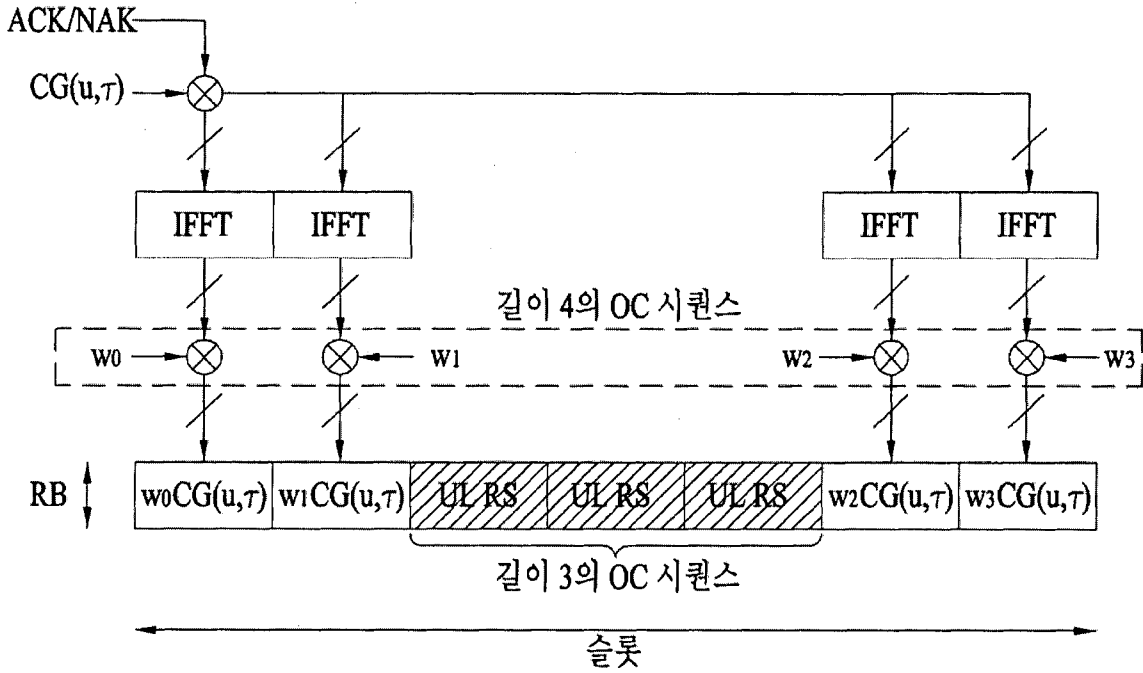 ACK/NAK
CG(u,τ)
IFFT IFFT IFFT IFFT
길이 4의 OC 시퀀스
w0 w1 w2 w3
RB w0CG(u,τ) w1CG(u,τ) UL RS UL RS UL RS w2CG(u,τ) w3CG(u,τ)
길이 3의 OC 시퀀스
슬롯